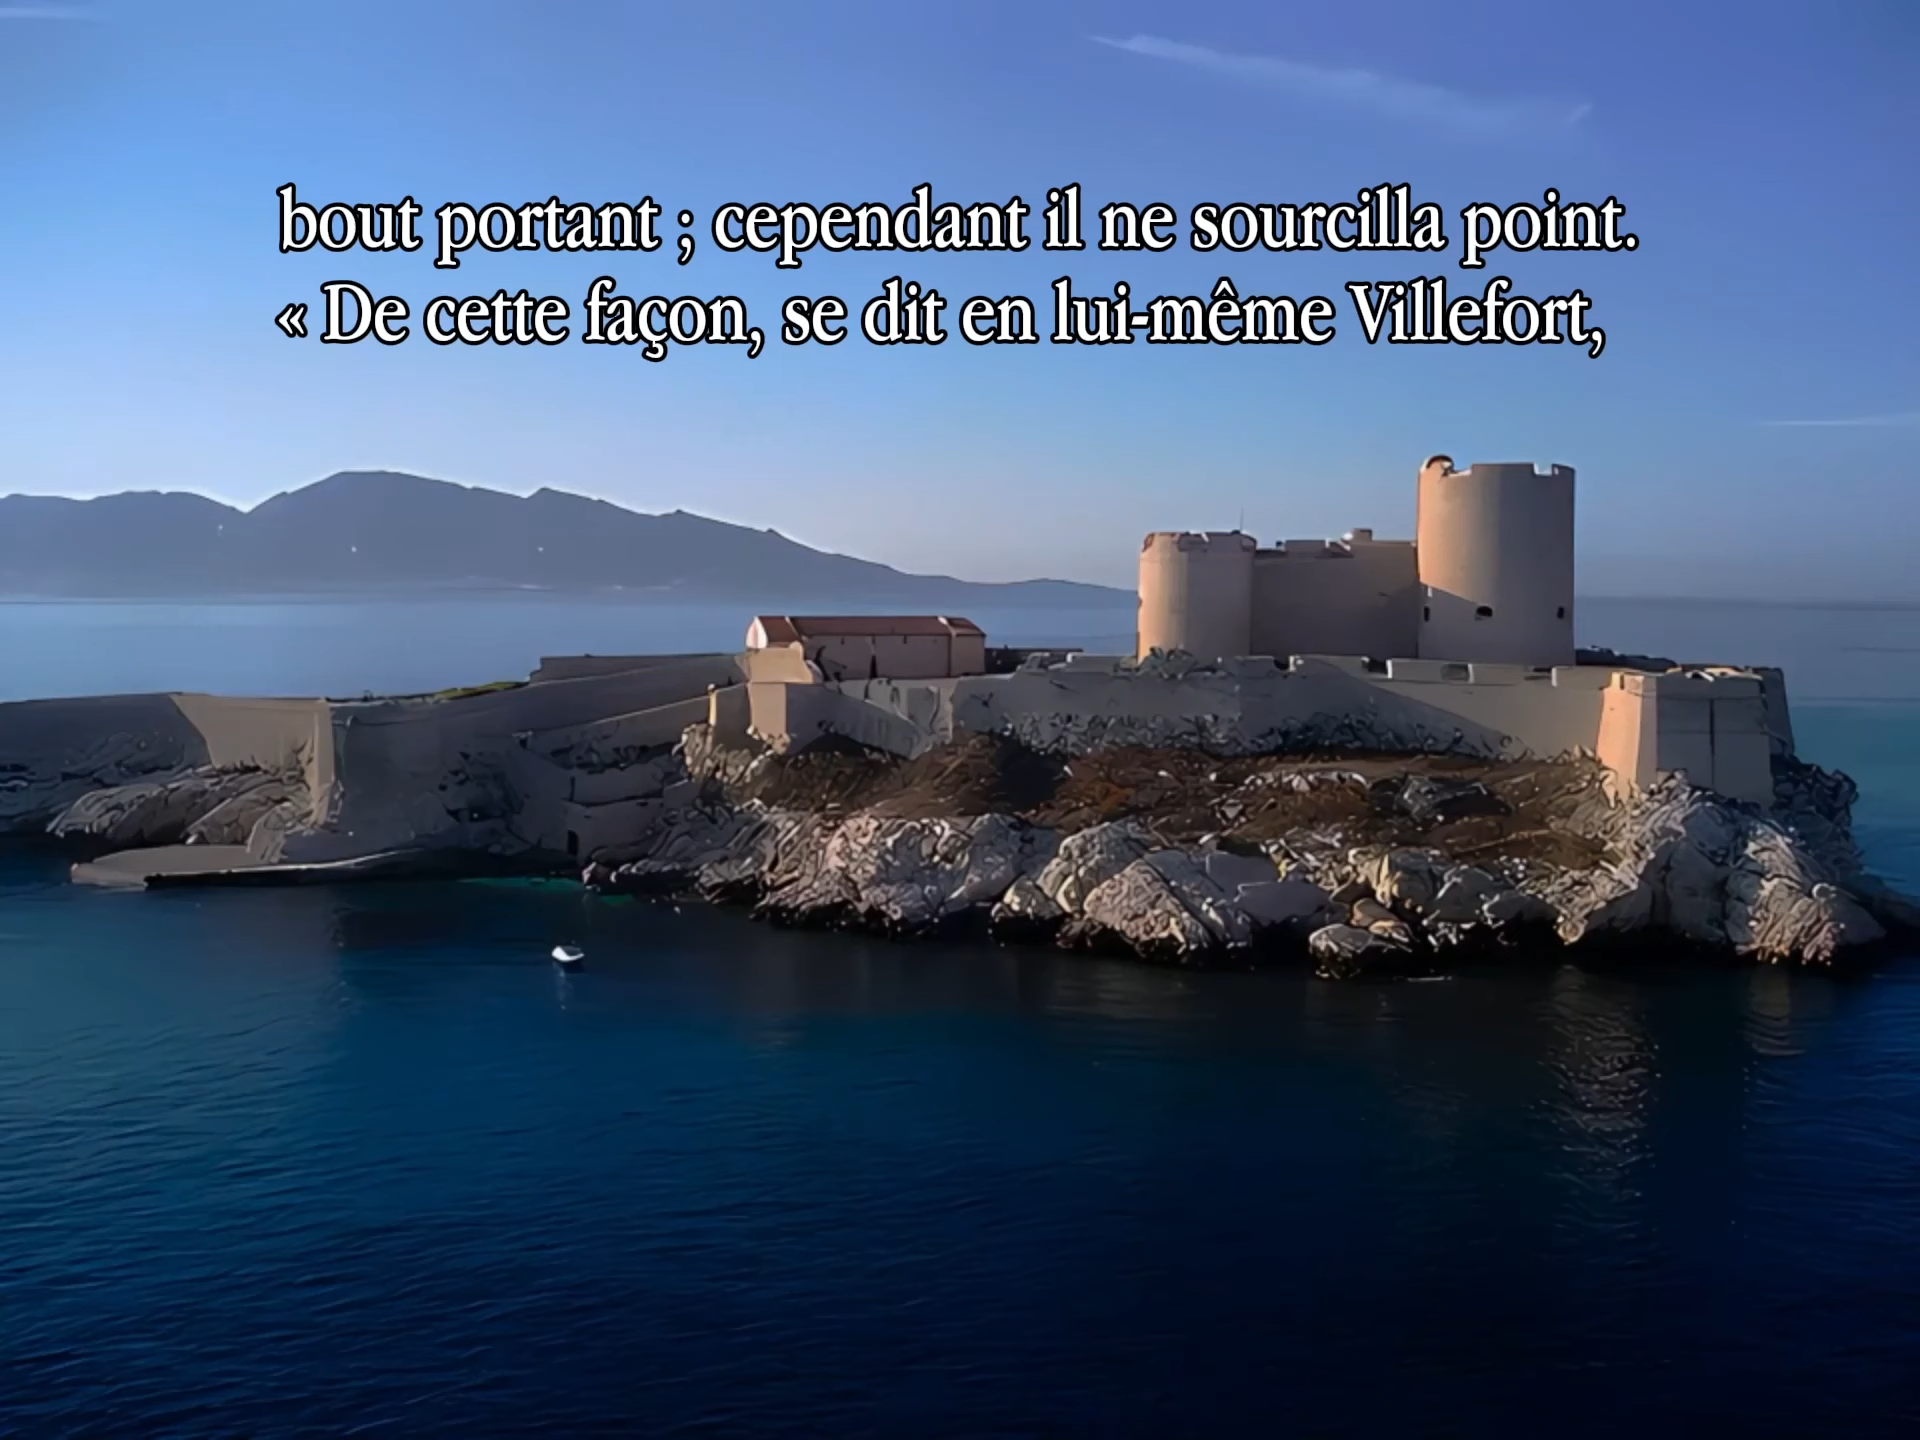 bout portant ; cependant il ne sourcilla point.
« De cette façon, se dit en lui-même Villefort,